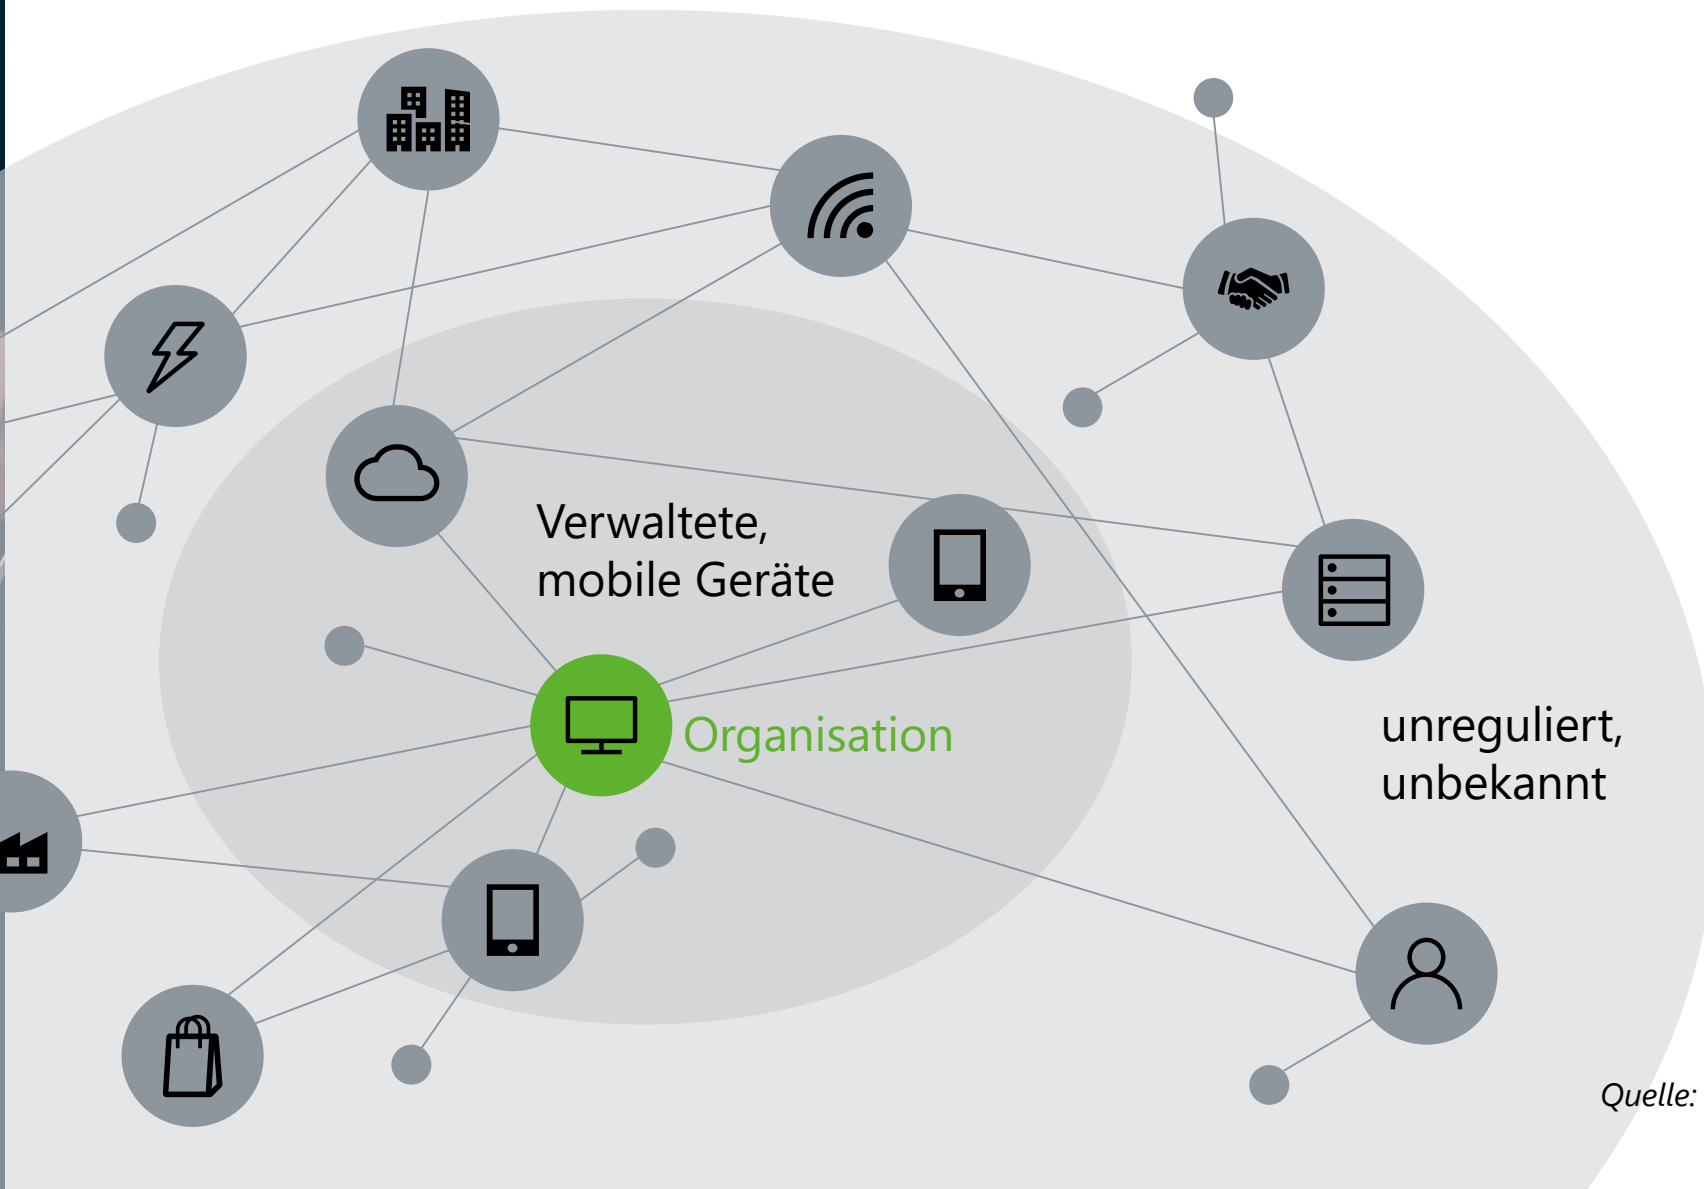 Verwaltete,
mobile Geräte
Organisation
unreguliert,
unbekannt
Quelle: